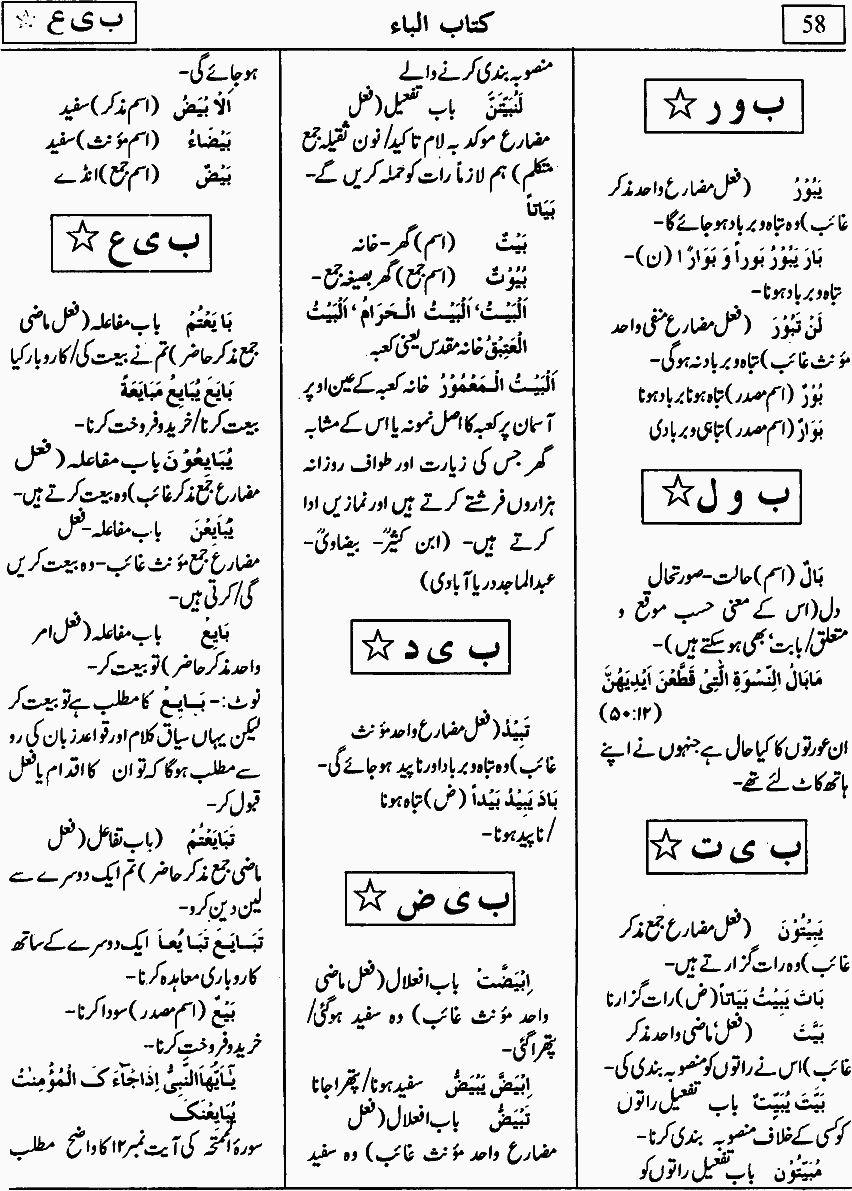 58
كتاب الباء
ب ی ع ☆
ب و ر ☆
يَبُوْرُ (فعل مضارع واحد مذکر
غائب) وہ تباہ و برباد ہو جائے گا-
بَارَ يَبُوْرُ بَوراً وَ بَوَارًا (ن)-
تباہ و برباد ہونا-
لَنْ تَبُوْرَ (فعل مضارع منفی واحد
مؤنث غائب) تباہ و برباد نہ ہوگی-
بُوْرٌ (اسم مصدر) تباہ ہونا برباد ہونا
بَوَارٌ (اسم مصدر) تباہی و بربادی
ب و ل ☆
بَالٌ (اسم) حالت-صورتحال
دل (اس کے معنی حسب موقع و
متعلق/ بابت' بھی ہوسکتے ہیں)-
مَابَالُ النِّسْوَةِ الّٰتِیْ قَطَّعْنَ اَيْدِيَهُنَّ
(۵۰:۱۲)
ان عورتوں کا کیا حال ہے جنہوں نے اپنے
ہاتھ کاٹ لئے تھے-
ب ی ت ☆
يَبِيْتُوْنَ (فعل مضارع جمع مذکر
غائب) وہ رات گزارتے ہیں-
بَاتَ يَبِيْتُ بَيَاتاً (ض) رات گزارنا
بَيَّتَ (فعل ماضی واحد مذکر
غائب) اس نے راتوں کو منصوبہ بندی کی-
بَيَّتَ يُبَيِّتُ باب تفعیل راتوں
کو کسی کے خلاف منصوبہ بندی کرنا-
مُبَيِّتُوْن باب تفعیل راتوں کو
منصوبہ بندی کرنے والے
لَنُبَيِّتَنَّ باب تفعیل (فعل
مضارع موکد بہ لام تاکید/ نون ثقیلہ جمع
متکلم) ہم لازماً رات کو حملہ کریں گے-
بَيَاتاً
بَيْتٌ (اسم) گھر-خانہ
بُيُوْتٌ (اسم جمع) گھر بصیغہ جمع-
اَلْبَيْتُ' اَلْبَيْتُ الْحَرَامُ' اَلْبَيْتُ
الْعَتِيْقُ خانہ مقدس یعنی کعبہ
اَلْبَيْتُ الْمَعْمُوْرُ خانہ کعبہ کے عین اوپر
آسمان پر کعبہ کا اصل نمونہ یا اس کے مشابہ
گھر جس کی زیارت اور طواف روزانہ
ہزاروں فرشتے کرتے ہیں اور نمازیں ادا
کرتے ہیں- (ابن کثیرؒ- بیضاویؒ-
عبدالماجد دریاآبادی)
ب ی د ☆
تَبِيْدُ (فعل مضارع واحد مؤنث
غائب) وہ تباہ و برباد اور ناپید ہو جائے گی-
بَادَ يَبِيْدُ بَيْداً (ض) تباہ ہونا
/ناپید ہونا-
ب ی ض ☆
اِبْيَضَّتْ باب افعلال (فعل ماضی
واحد مؤنث غائب) وہ سفید ہوگئی/
پتھرا گئی-
اِبْيَضَّ يَبْيَضُّ سفید ہونا/ پتھرا جانا
تَبْيَضُّ باب افعلال (فعل
مضارع واحد مؤنث غائب) وہ سفید
ہو جائے گی-
الْاَبْيَضُ (اسم مذکر) سفید
بَيْضَاءُ (اسم مؤنث) سفید
بَيْضٌ (اسم جمع) انڈے
ب ی ع ☆
بَايَعْتُمْ باب مفاعلہ (فعل ماضی
جمع مذکر حاضر) تم نے بیعت کی/ کاروبار کیا
بَايَعَ يُبَايِعُ مُبَايَعَةً
بیعت کرنا/ خرید و فروخت کرنا-
يُبَايِعُوْنَ باب مفاعلہ (فعل
مضارع جمع مذکر غائب) وہ بیعت کرتے ہیں-
يُبَايِعْنَ باب مفاعلہ-فعل
مضارع جمع مؤنث غائب-وہ بیعت کریں
گی/ کرتی ہیں-
بَايِعْ باب مفاعلہ (فعل امر
واحد مذکر حاضر) تو بیعت کر-
نوٹ:- بَايِعْ کا مطلب ہے تو بیعت کر
لیکن یہاں سیاق کلام اور قواعد زبان کی رو
سے مطلب ہوگا کہ تو ان کا اقدام یا فعل
قبول کر-
تَبَايَعْتُمْ (باب تفاعل (فعل
ماضی جمع مذکر حاضر) تم ایک دوسرے سے
لین دین کرو-
تَبَايَعَ تَبَايُعاً ایک دوسرے کے ساتھ
کاروباری معاہدہ کرنا-
بَيْعٌ (اسم مصدر) سودا کرنا-
خرید و فروخت کرنا-
يٰٓاَيُّهَاالنَّبِیُّ اِذَا جَآءَ کَ الْمُؤْمِنٰتُ
يُبَايِعْنَکَ
سورۂ الممتحنہ کی آیت نمبر ۱۲ کا واضح مطلب